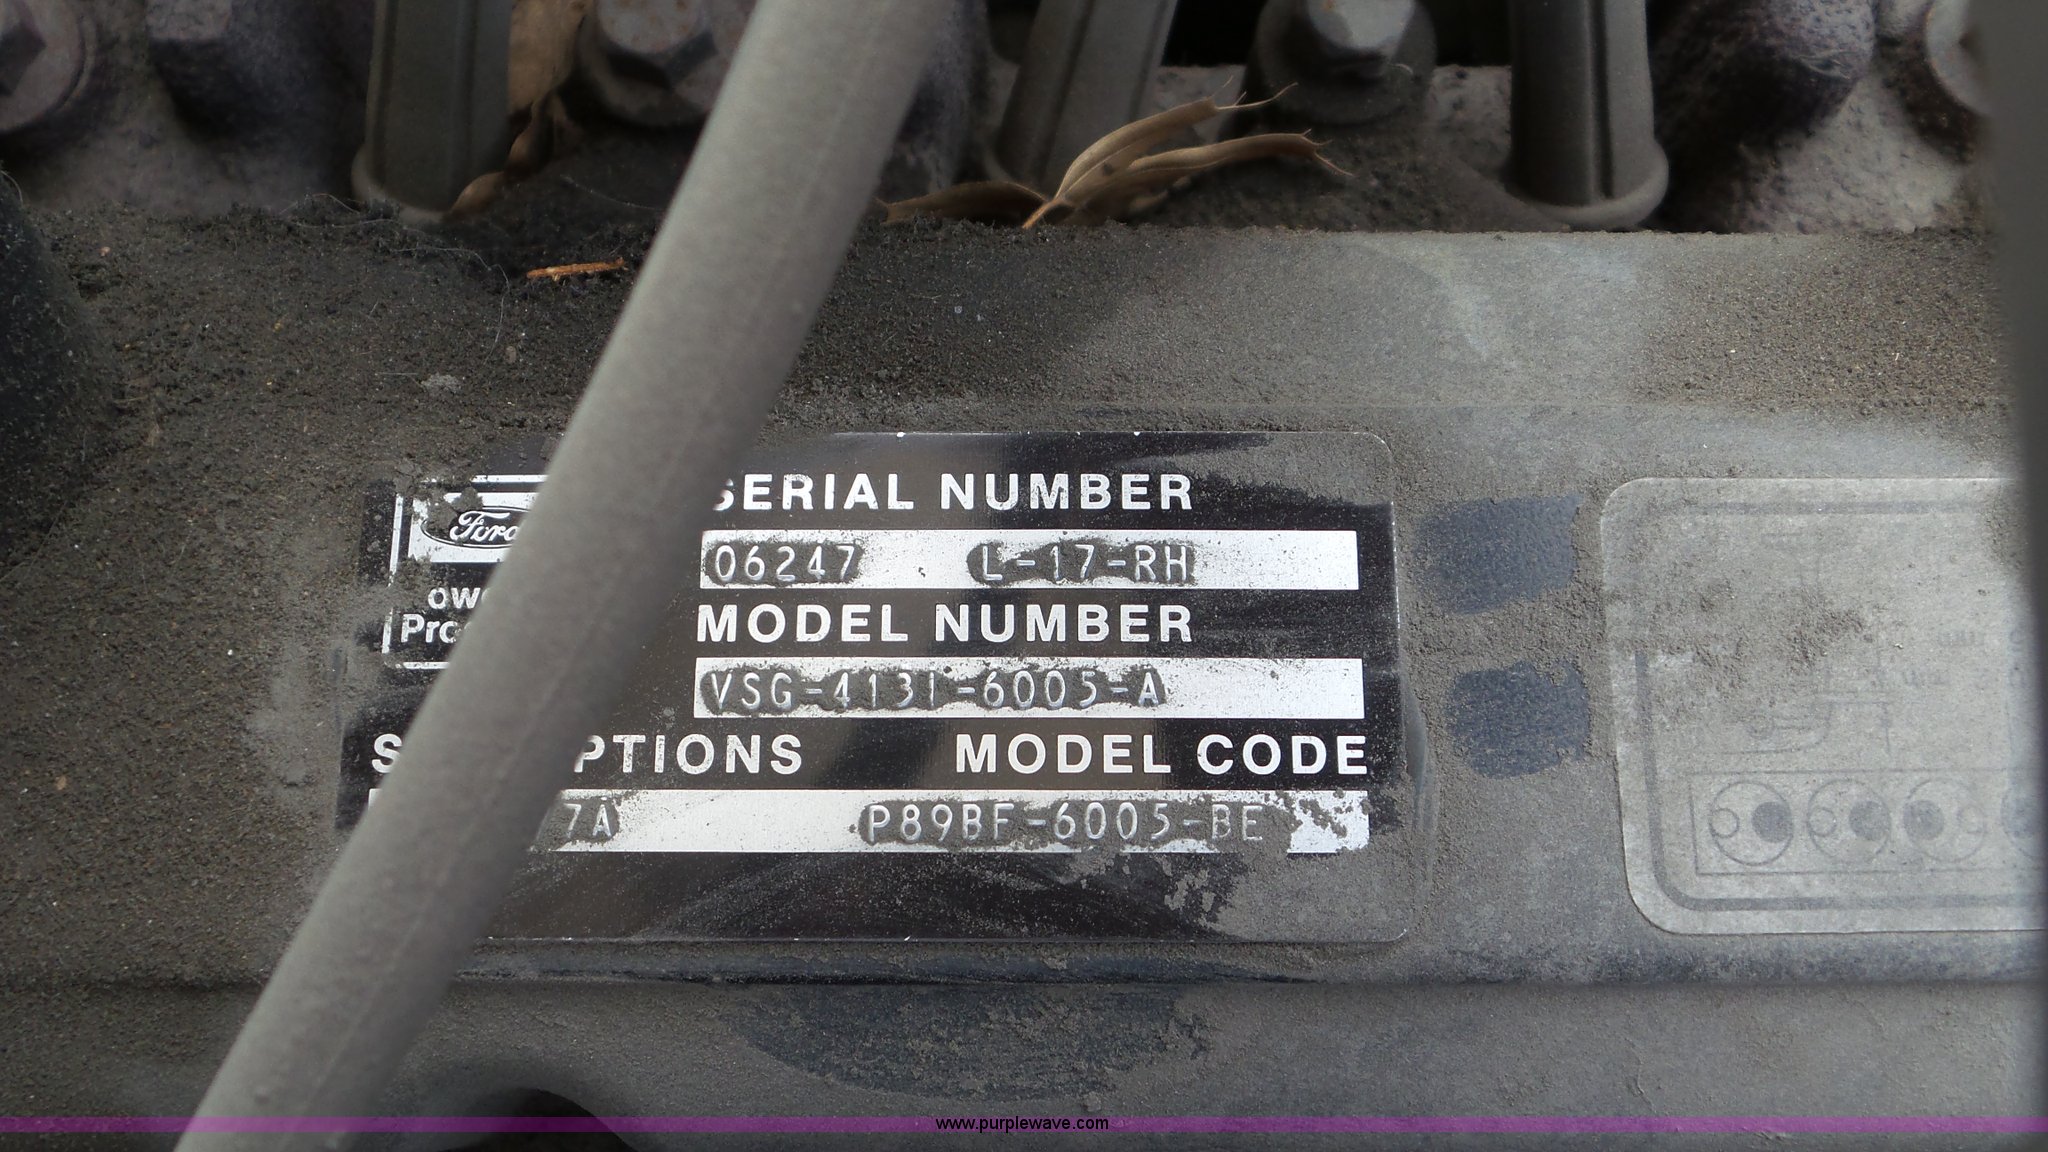 SERIAL NUMBER
Ford
06247 L-17-RH
MODEL NUMBER
VSG-413I-6005-A
MODEL CODE
7A P89BF-6005-BE
www.purplewave.com